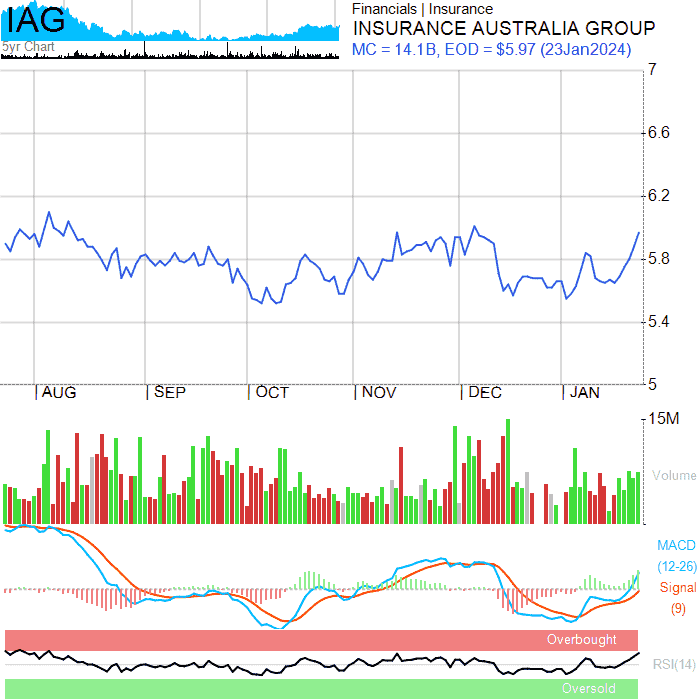 IAG
5yr Chart
Financials | Insurance
INSURANCE AUSTRALIA GROUP
MC = 14.1B, EOD = $5.97 (23Jan2024)
7
6.6
6.2
5.8
5.4
5
| AUG | SEP | OCT | NOV | DEC | JAN
15M
Volume
MACD
(12-26)
Signal
(9)
Overbought
RSI(14)
Oversold